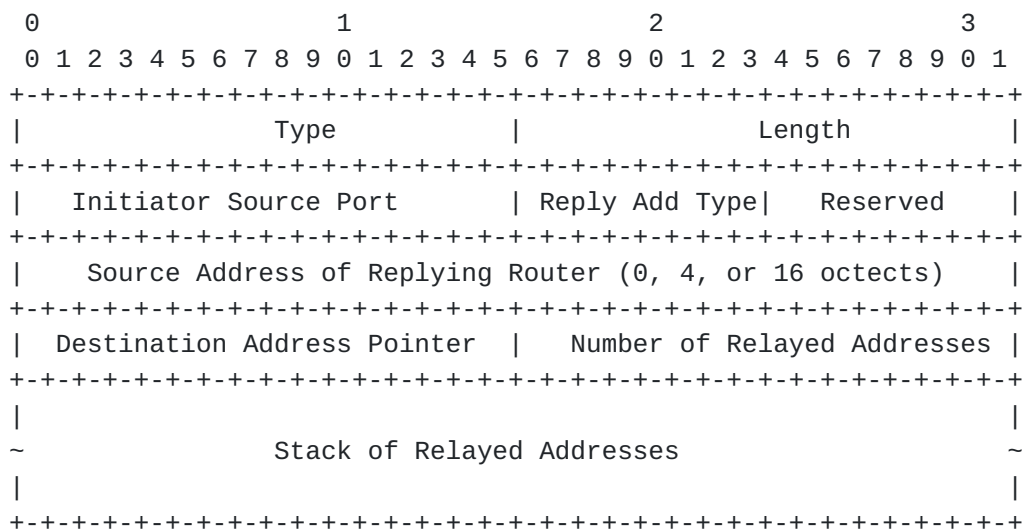 0                   1                   2                   3
 0 1 2 3 4 5 6 7 8 9 0 1 2 3 4 5 6 7 8 9 0 1 2 3 4 5 6 7 8 9 0 1
+-+-+-+-+-+-+-+-+-+-+-+-+-+-+-+-+-+-+-+-+-+-+-+-+-+-+-+-+-+-+-+-+
|                Type           |               Length          |
+-+-+-+-+-+-+-+-+-+-+-+-+-+-+-+-+-+-+-+-+-+-+-+-+-+-+-+-+-+-+-+-+
|   Initiator Source Port       | Reply Add Type|   Reserved    |
+-+-+-+-+-+-+-+-+-+-+-+-+-+-+-+-+-+-+-+-+-+-+-+-+-+-+-+-+-+-+-+-+
|    Source Address of Replying Router (0, 4, or 16 octects)    |
+-+-+-+-+-+-+-+-+-+-+-+-+-+-+-+-+-+-+-+-+-+-+-+-+-+-+-+-+-+-+-+-+
|  Destination Address Pointer  |   Number of Relayed Addresses |
+-+-+-+-+-+-+-+-+-+-+-+-+-+-+-+-+-+-+-+-+-+-+-+-+-+-+-+-+-+-+-+-+
|                                                               |
~                Stack of Relayed Addresses                     ~
|                                                               |
+-+-+-+-+-+-+-+-+-+-+-+-+-+-+-+-+-+-+-+-+-+-+-+-+-+-+-+-+-+-+-+-+